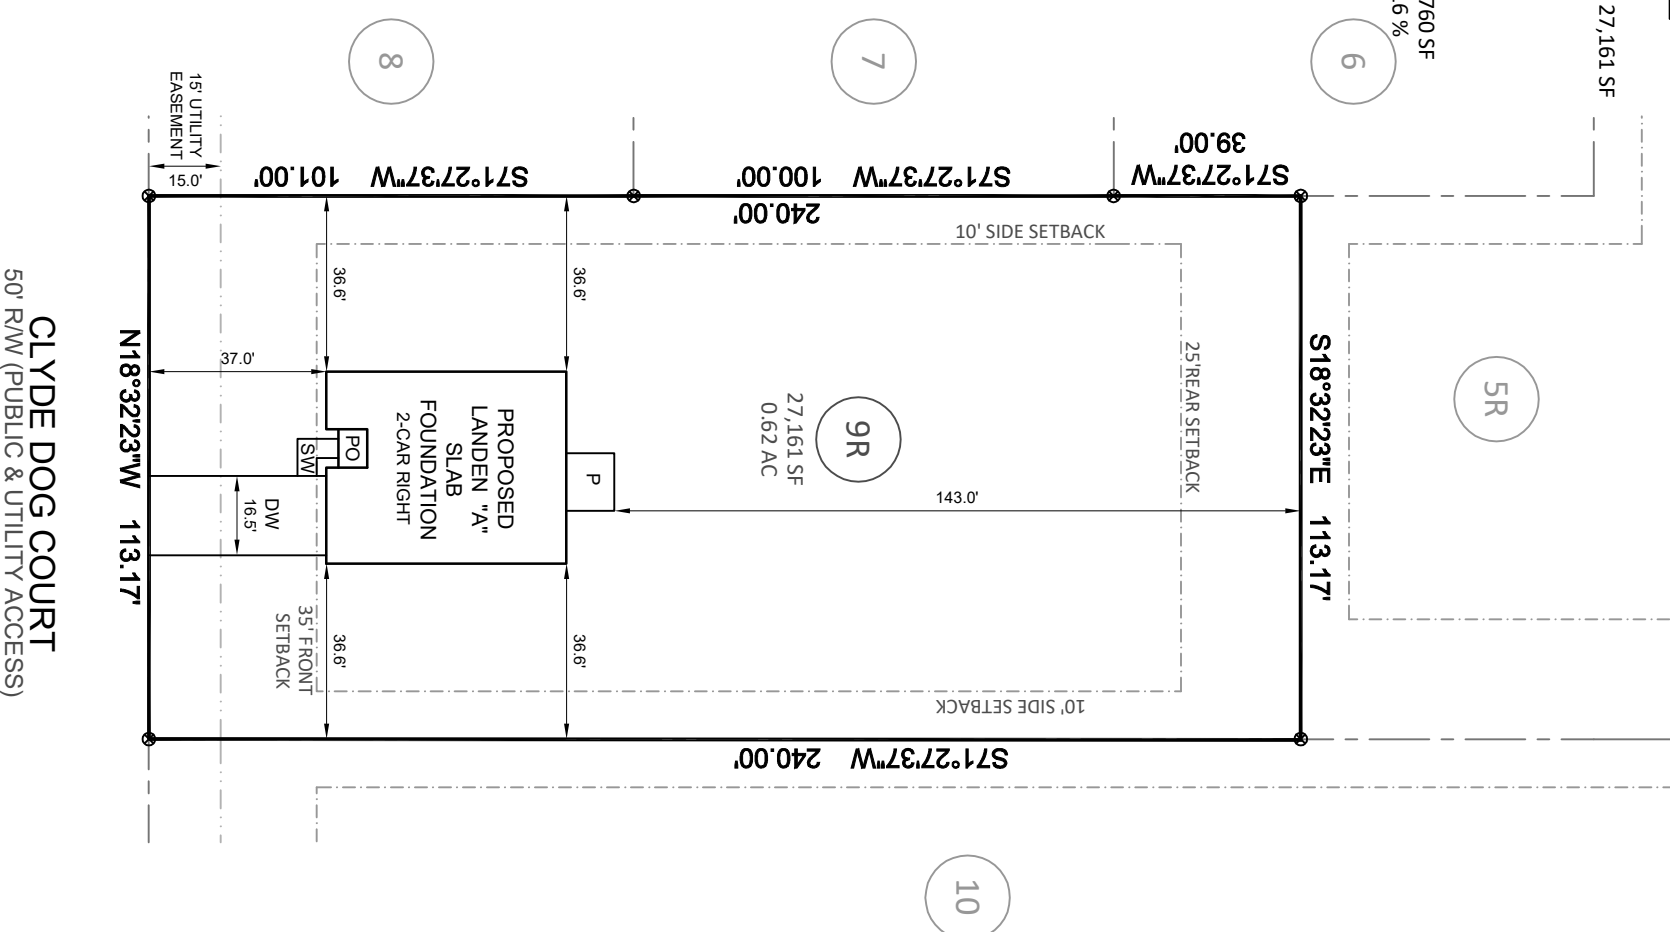 760 SF
.6 %
27,161 SF
8
7
6
5R
10
15' UTILITY
EASEMENT
15.0'
S71°27'37"W 101.00'
S71°27'37"W 100.00'
240.00'
S71°27'37"W
39.00'
10' SIDE SETBACK
36.6'
36.6'
37.0'
N18°32'23"W 113.17'
S18°32'23"E 113.17'
25'REAR SETBACK
9R
27,161 SF
0.62 AC
143.0'
P
PROPOSED
LANDEN "A"
SLAB
FOUNDATION
2-CAR RIGHT
PO
SW
DW
16.5'
35' FRONT
SETBACK
36.6'
36.6'
10' SIDE SETBACK
S71°27'37"W 240.00'
CLYDE DOG COURT
50' R/W (PUBLIC & UTILITY ACCESS)